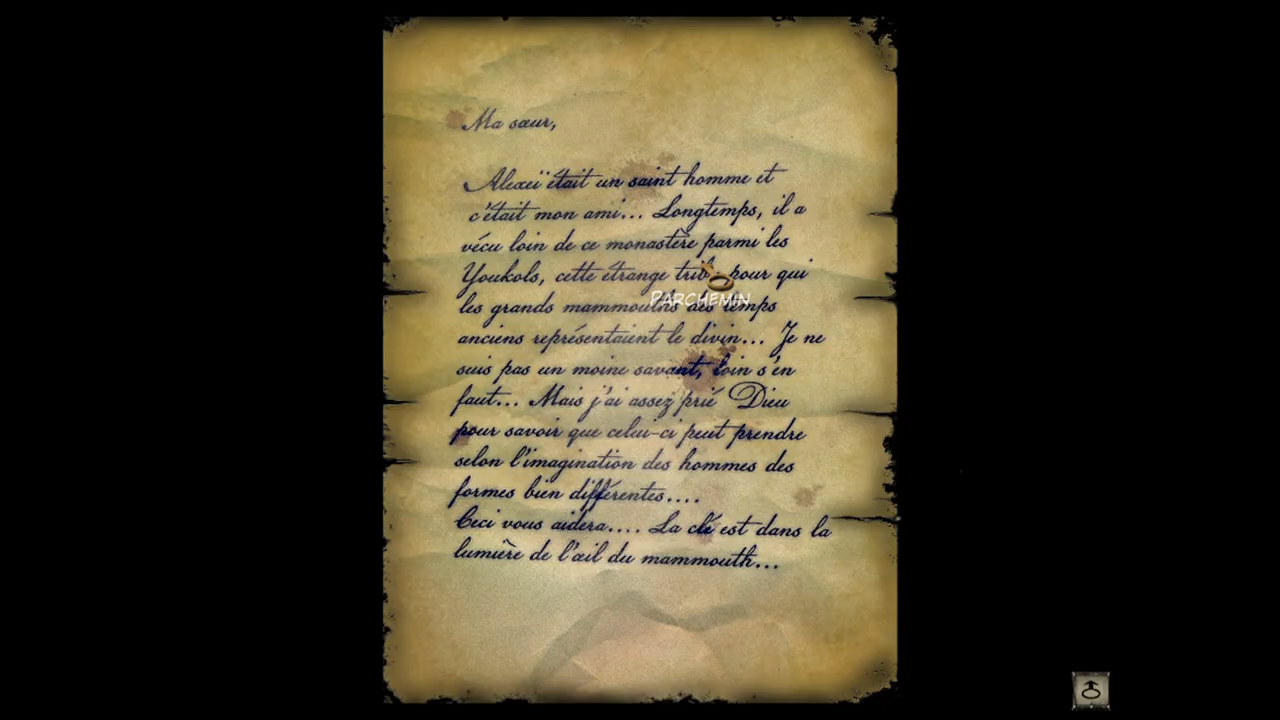 Ma sœur,
Alexeï était un saint homme et
c'était mon ami... Longtemps, il a
vécu loin de ce monastère parmi les
Youkols, cette étrange pour qui
PARCHEMIN
les grands mammouths des temps
anciens représentaient le divin... Je ne
suis pas un moine savant, loin s'en
faut... Mais j'ai assez prié Dieu
pour savoir que celui-ci peut prendre
selon l'imagination des hommes des
formes bien différentes....
Ceci vous aidera.... La clé est dans la
lumière de l'œil du mammouth...